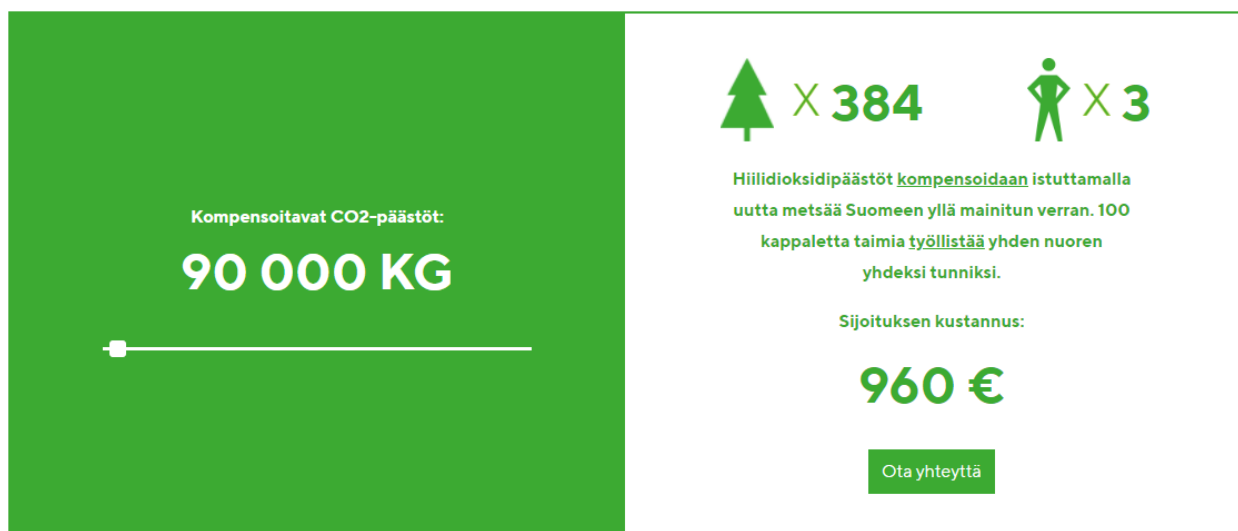 Kompensoitavat CO2-päästöt:
90 000 KG
X 384
X 3
Hiilidioksidipäästöt kompensoidaan istuttamalla
uutta metsää Suomeen yllä mainitun verran. 100
kappaletta taimia työllistää yhden nuoren
yhdeksi tunniksi.
Sijoituksen kustannus:
960 €
Ota yhteyttä